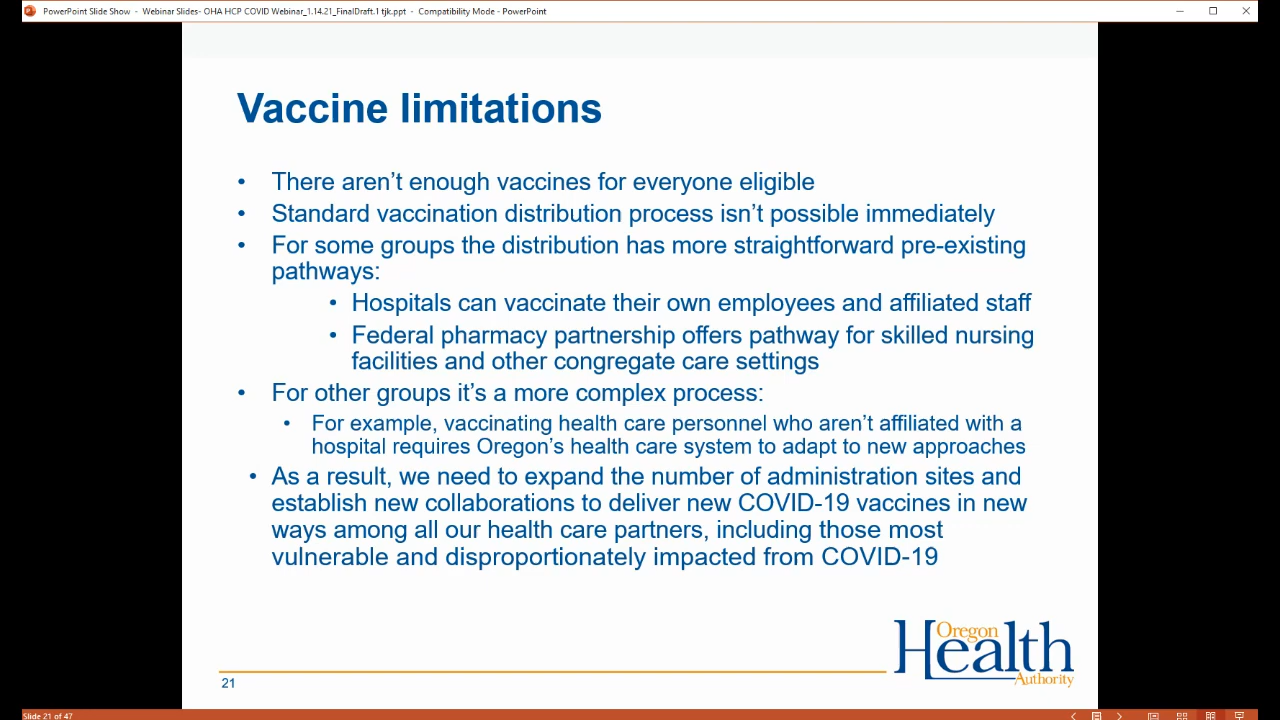 PowerPoint Slide Show - Webinar Slides- OHA HCP COVID Webinar_1.14.21_FinalDraft.1 tjk.ppt - Compatibility Mode - PowerPoint
Vaccine limitations
• There aren’t enough vaccines for everyone eligible
• Standard vaccination distribution process isn’t possible immediately
• For some groups the distribution has more straightforward pre-existing
pathways:
• Hospitals can vaccinate their own employees and affiliated staff
• Federal pharmacy partnership offers pathway for skilled nursing
facilities and other congregate care settings
• For other groups it’s a more complex process:
• For example, vaccinating health care personnel who aren’t affiliated with a
hospital requires Oregon’s health care system to adapt to new approaches
• As a result, we need to expand the number of administration sites and
establish new collaborations to deliver new COVID-19 vaccines in new
ways among all our health care partners, including those most
vulnerable and disproportionately impacted from COVID-19
Oregon
Health
Authority
21
Slide 21 of 47